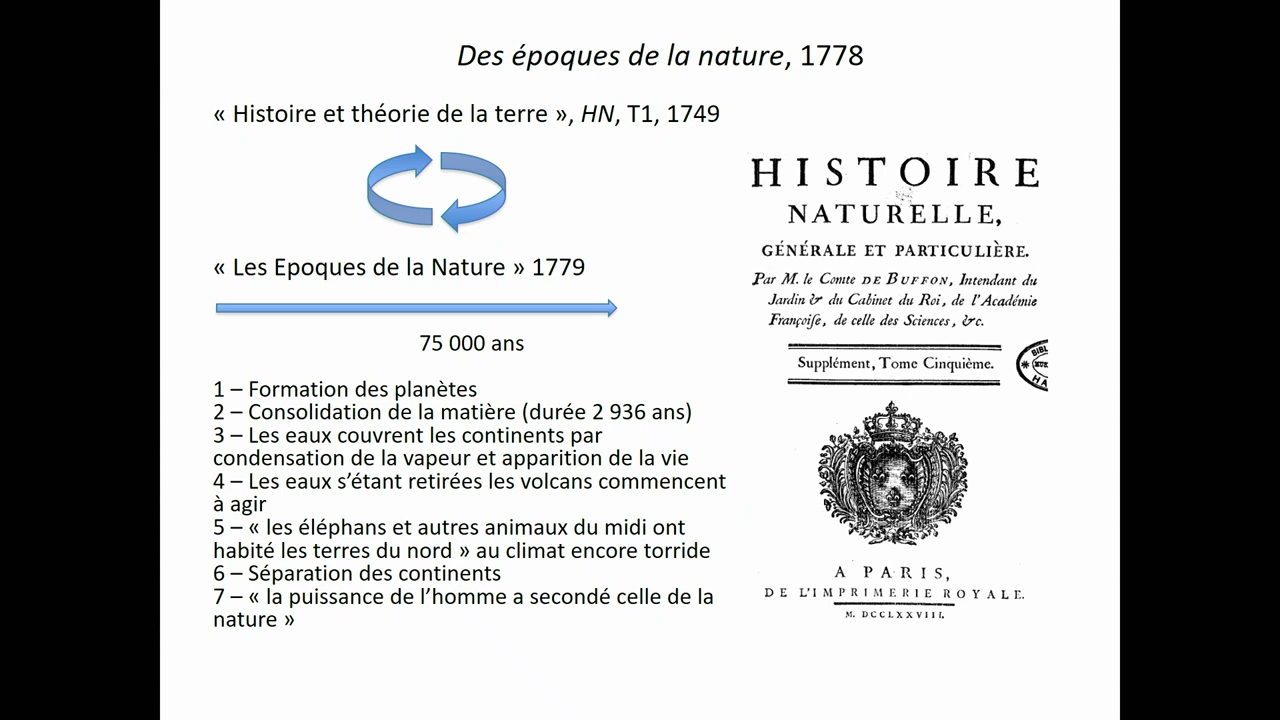 Des époques de la nature, 1778
« Histoire et théorie de la terre », HN, T1, 1749
« Les Epoques de la Nature » 1779
75 000 ans
1 – Formation des planètes
2 – Consolidation de la matière (durée 2 936 ans)
3 – Les eaux couvrent les continents par
condensation de la vapeur et apparition de la vie
4 – Les eaux s’étant retirées les volcans commencent
à agir
5 – « les éléphans et autres animaux du midi ont
habité les terres du nord » au climat encore torride
6 – Séparation des continents
7 – « la puissance de l’homme a secondé celle de la
nature »
HISTOIRE
NATURELLE,
GÉNÉRALE ET PARTICULIÈRE.
Par M. le Comte DE BUFFON, Intendant du
Jardin & du Cabinet du Roi, de l'Académie
Françoiſe, de celle des Sciences, &c.
Supplément, Tome Cinquième.
A PARIS,
DE L'IMPRIMERIE ROYALE.
M. DCCLXXVIII.